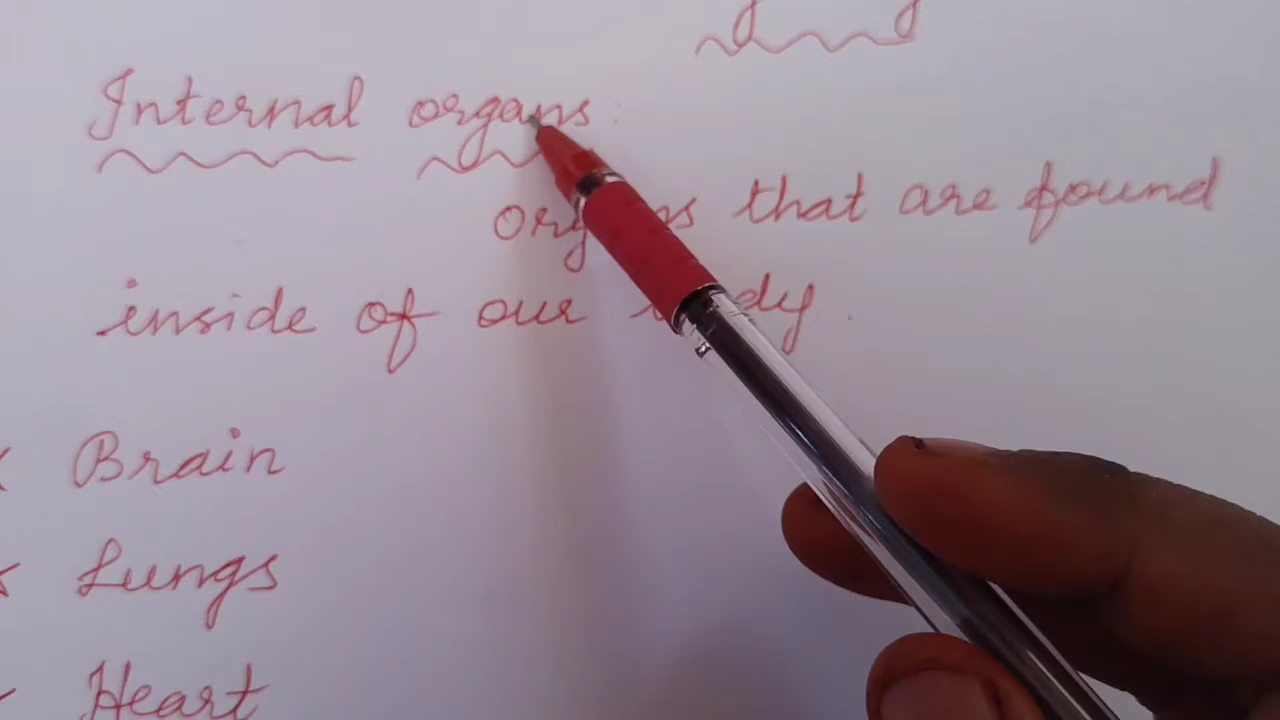 Internal organs:
organs that are found
inside of our body.
Brain
Lungs
Heart